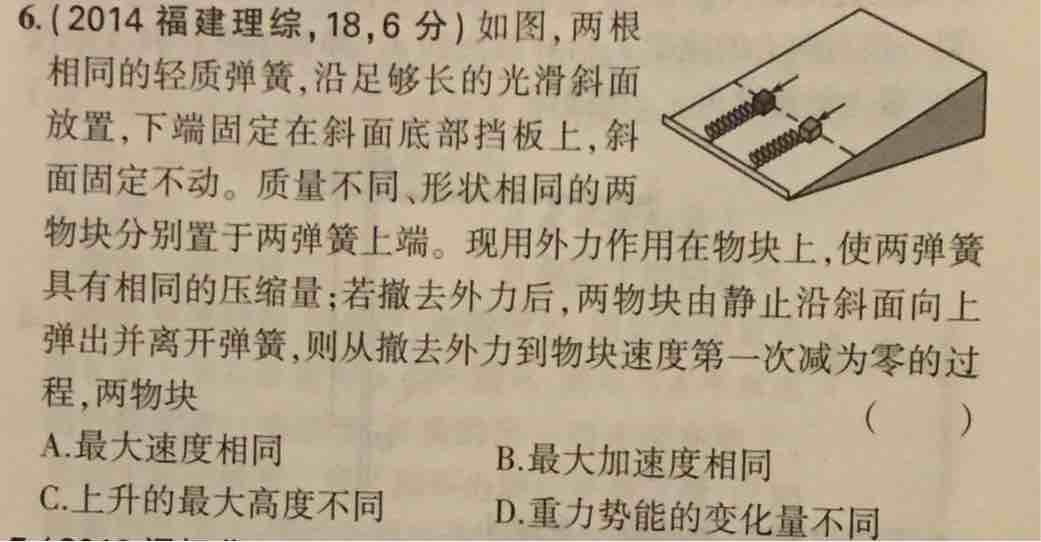 6.(2014 福建理综,18,6 分)如图,两根
相同的轻质弹簧,沿足够长的光滑斜面
放置,下端固定在斜面底部挡板上,斜
面固定不动。质量不同、形状相同的两
物块分别置于两弹簧上端。现用外力作用在物块上,使两弹簧
具有相同的压缩量;若撤去外力后,两物块由静止沿斜面向上
弹出并离开弹簧,则从撤去外力到物块速度第一次减为零的过
程,两物块
(　　)
A.最大速度相同
B.最大加速度相同
C.上升的最大高度不同
D.重力势能的变化量不同